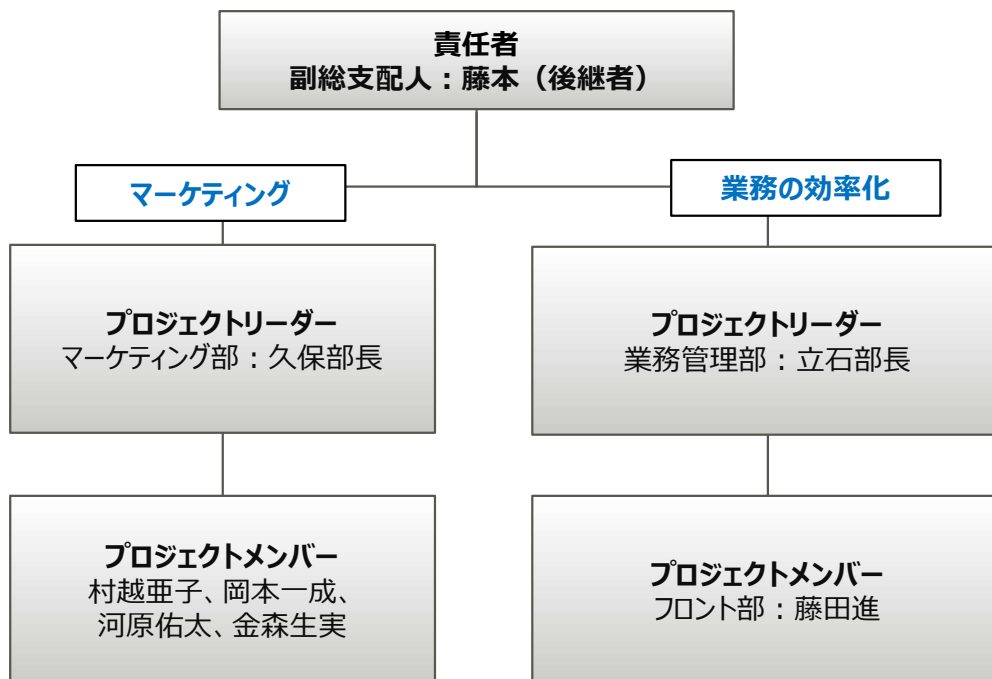 責任者
副総支配人：藤本（後継者）
マーケティング
業務の効率化
プロジェクトリーダー
マーケティング部：久保部長
プロジェクトリーダー
業務管理部：立石部長
プロジェクトメンバー
村越亜子、岡本一成、
河原佑太、金森生実
プロジェクトメンバー
フロント部：藤田進